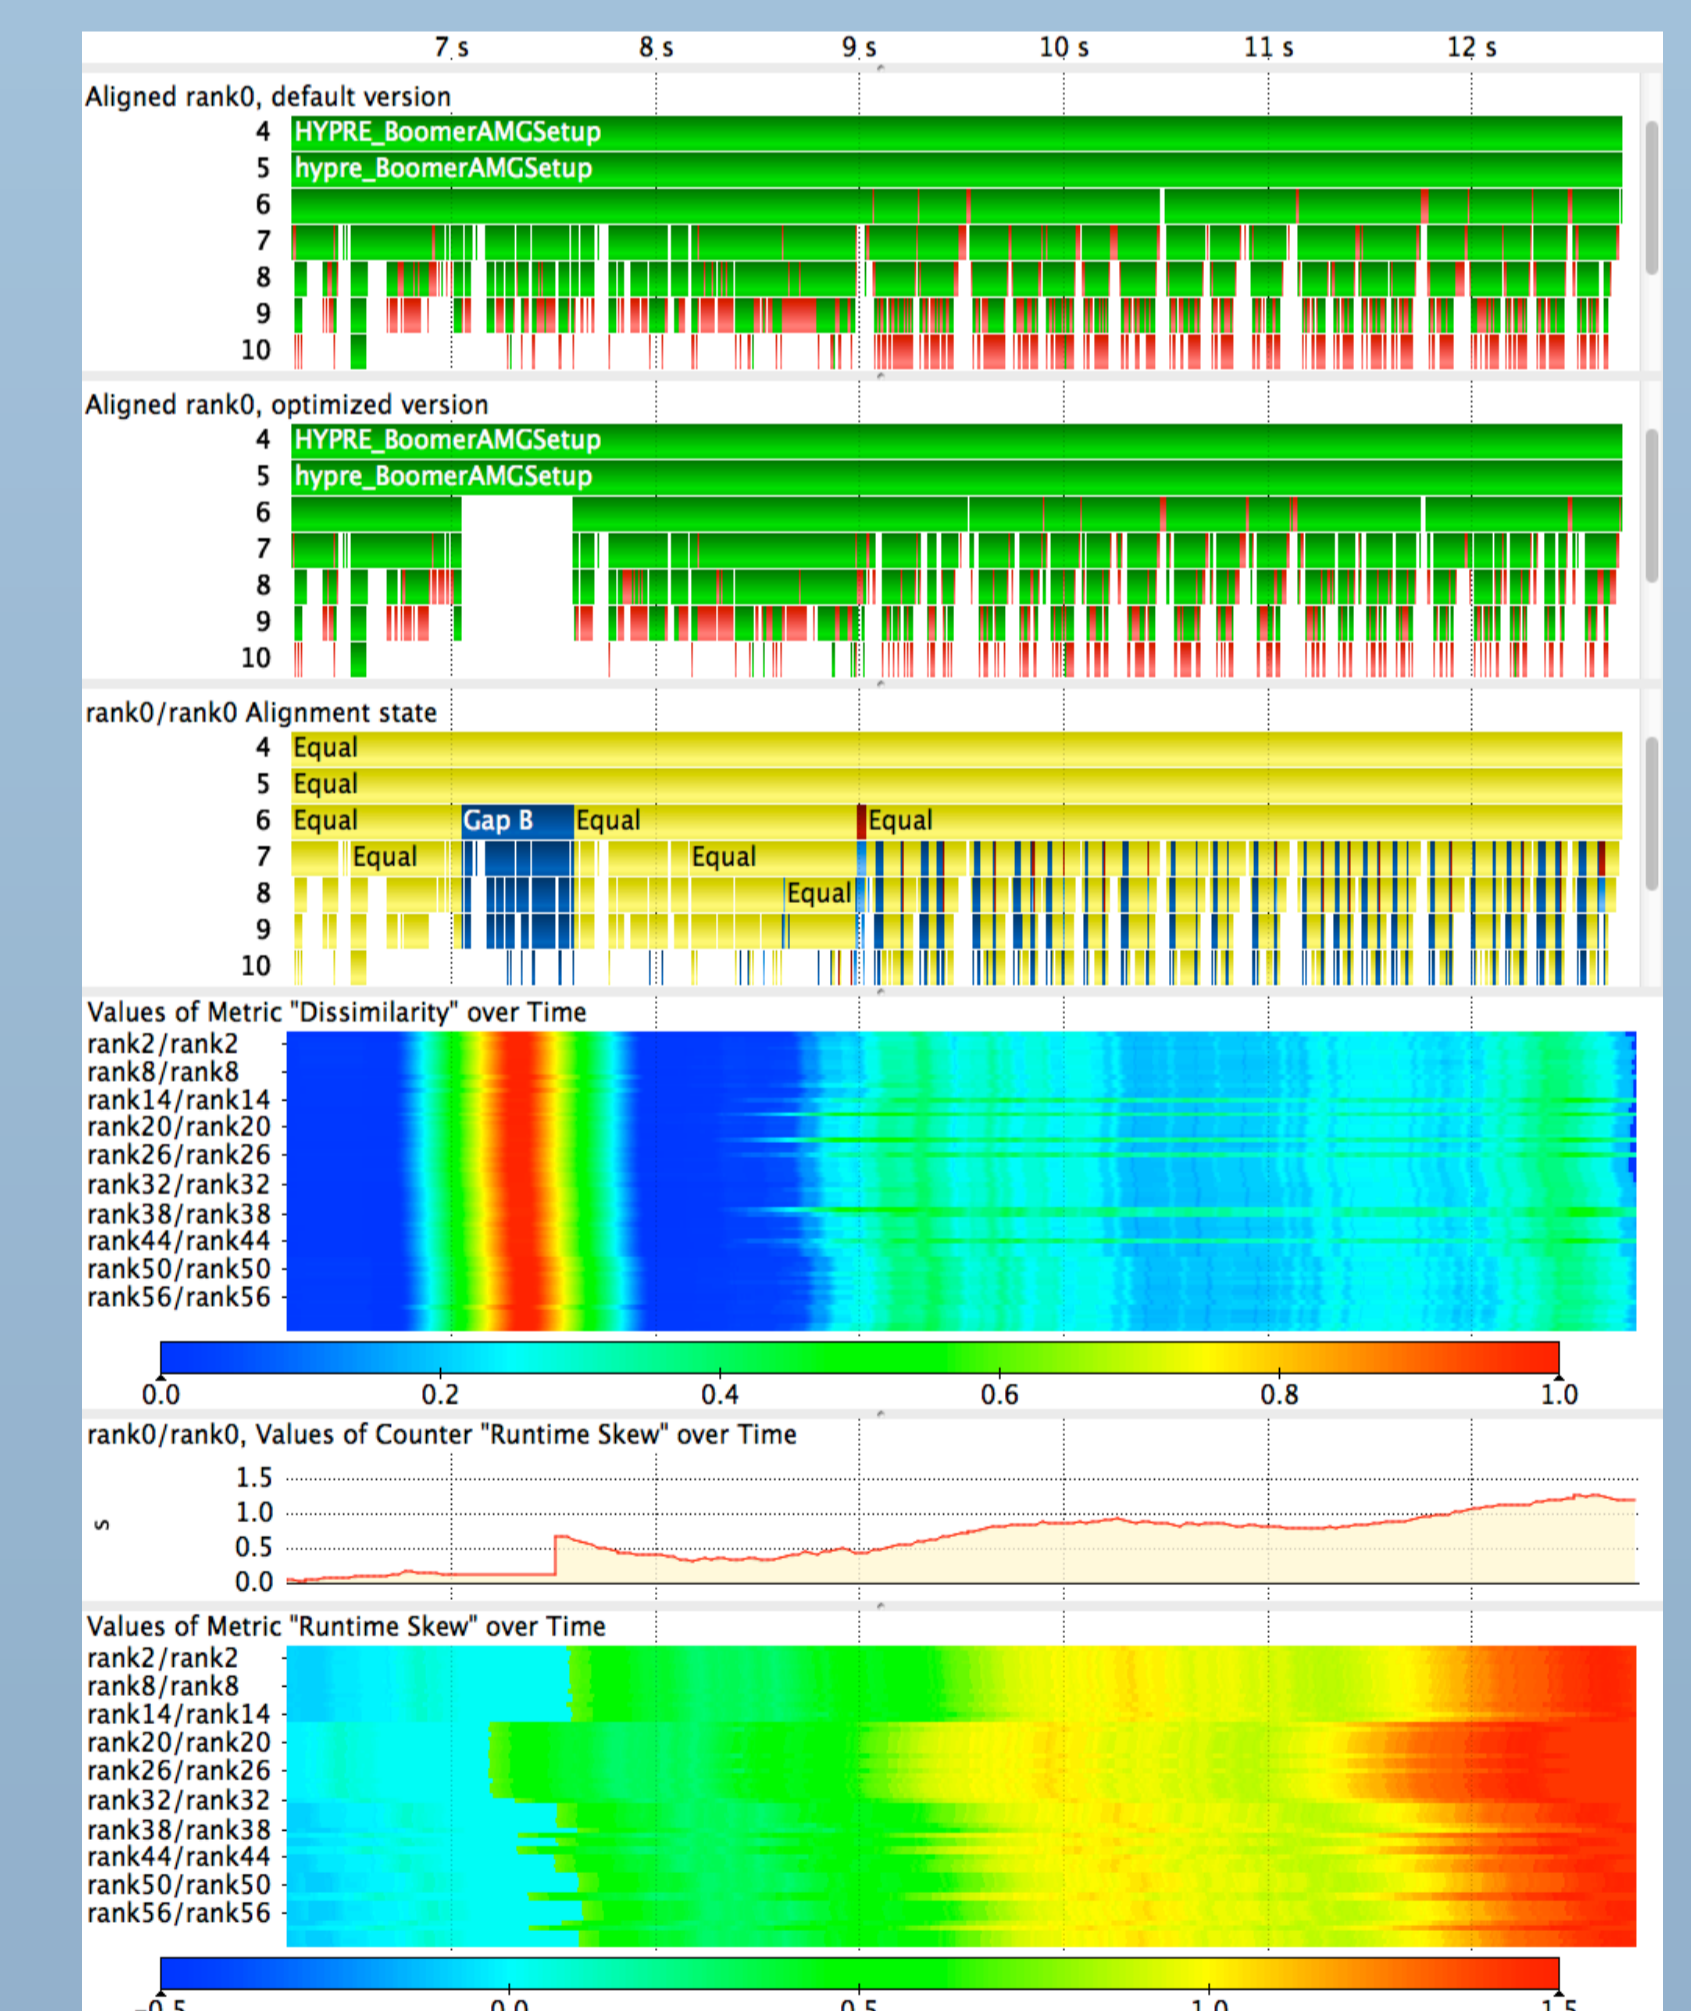 7 s 8 s 9 s 10 s 11 s 12 s
Aligned rank0, default version
4 HYPRE_BoomerAMGSetup
5 hypre_BoomerAMGSetup
6
7
8
9
10
Aligned rank0, optimized version
4 HYPRE_BoomerAMGSetup
5 hypre_BoomerAMGSetup
6
7
8
9
10
rank0/rank0 Alignment state
4 Equal
5 Equal
6 Equal Gap B Equal Equal
7 Equal Equal
8 Equal
9
10
Values of Metric "Dissimilarity" over Time
rank2/rank2
rank8/rank8
rank14/rank14
rank20/rank20
rank26/rank26
rank32/rank32
rank38/rank38
rank44/rank44
rank50/rank50
rank56/rank56
0.0 0.2 0.4 0.6 0.8 1.0
rank0/rank0, Values of Counter "Runtime Skew" over Time
1.5
1.0
s
0.5
0.0
Values of Metric "Runtime Skew" over Time
rank2/rank2
rank8/rank8
rank14/rank14
rank20/rank20
rank26/rank26
rank32/rank32
rank38/rank38
rank44/rank44
rank50/rank50
rank56/rank56
-0.5 0.0 0.5 1.0 1.5